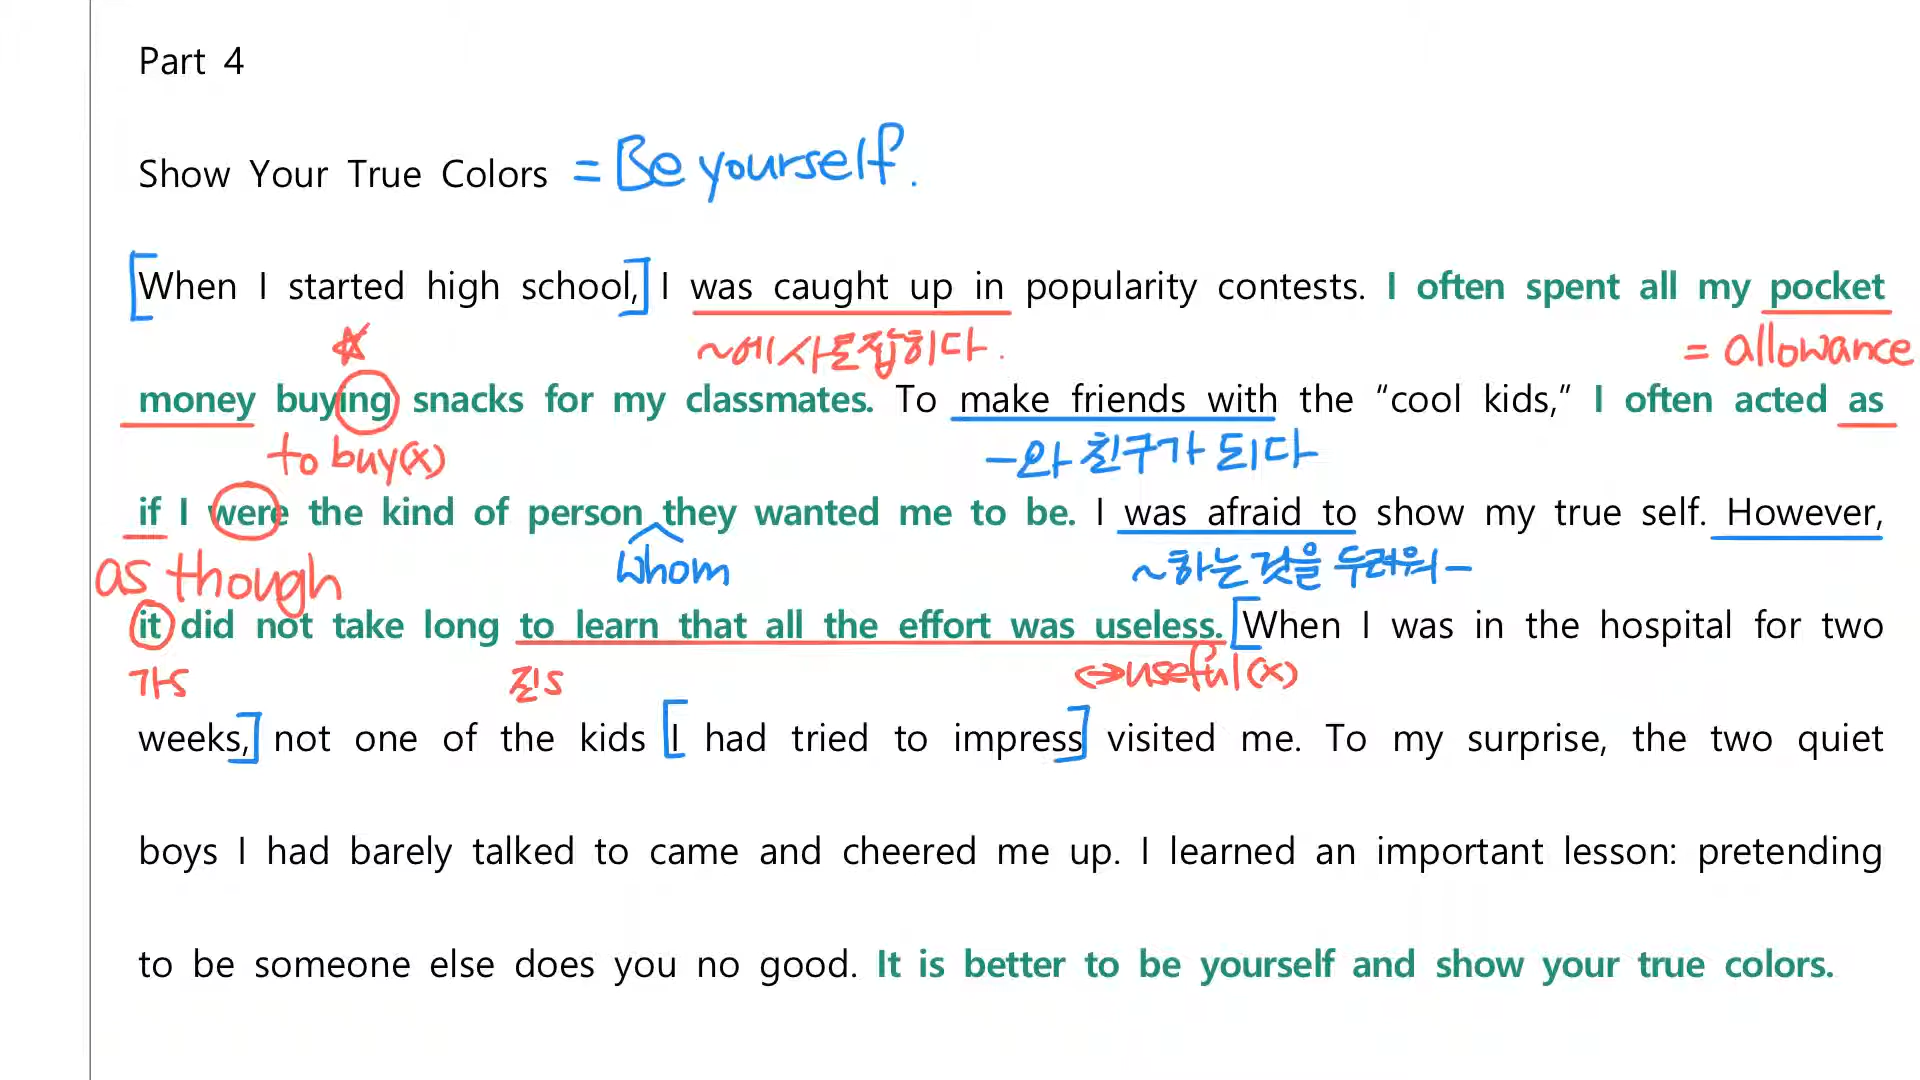 Part 4
Show Your True Colors = Be yourself.
[When I started high school,] I was caught up in popularity contests. I often spent all my pocket
~에 사로잡히다. = allowance
money buying snacks for my classmates. To make friends with the “cool kids,” I often acted as
to buy(x) -와 친구가 되다
if I were the kind of person they wanted me to be. I was afraid to show my true self. However,
as though whom ~하는 것을 두려워-
it did not take long to learn that all the effort was useless. [When I was in the hospital for two
가S 진S ↔useful(x)
weeks,] not one of the kids [I had tried to impress] visited me. To my surprise, the two quiet
boys I had barely talked to came and cheered me up. I learned an important lesson: pretending
to be someone else does you no good. It is better to be yourself and show your true colors.